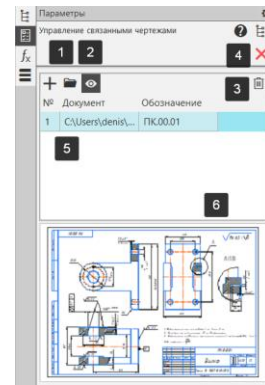 Параметры
Управление связанными чертежами
1 2 4
3
№ Документ Обозначение
1 C:\Users\denis\... ПК.00.01
5
6